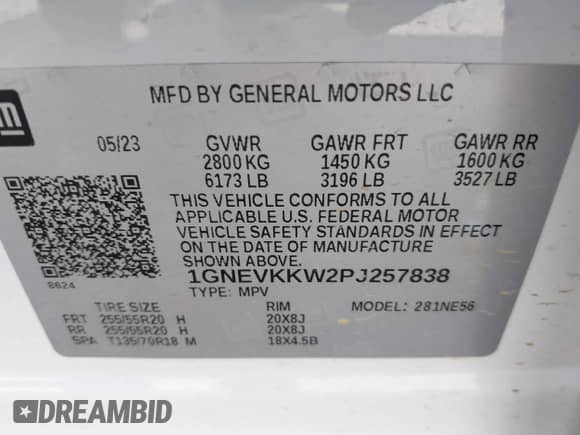 MFD BY GENERAL MOTORS LLC
05/23 GVWR GAWR FRT GAWR RR
2800 KG 1450 KG 1600 KG
6173 LB 3196 LB 3527 LB
THIS VEHICLE CONFORMS TO ALL
APPLICABLE U.S. FEDERAL MOTOR
VEHICLE SAFETY STANDARDS IN EFFECT
ON THE DATE OF MANUFACTURE
SHOWN ABOVE.
8624 1GNEVKKW2PJ257838
TYPE: MPV
TIRE SIZE RIM MODEL: 281NE56
FRT 255/55R20 H 20X8J
RR 255/55R20 H 20X8J
SPA T135/70R18 M 18X4.5B
DREAMBID